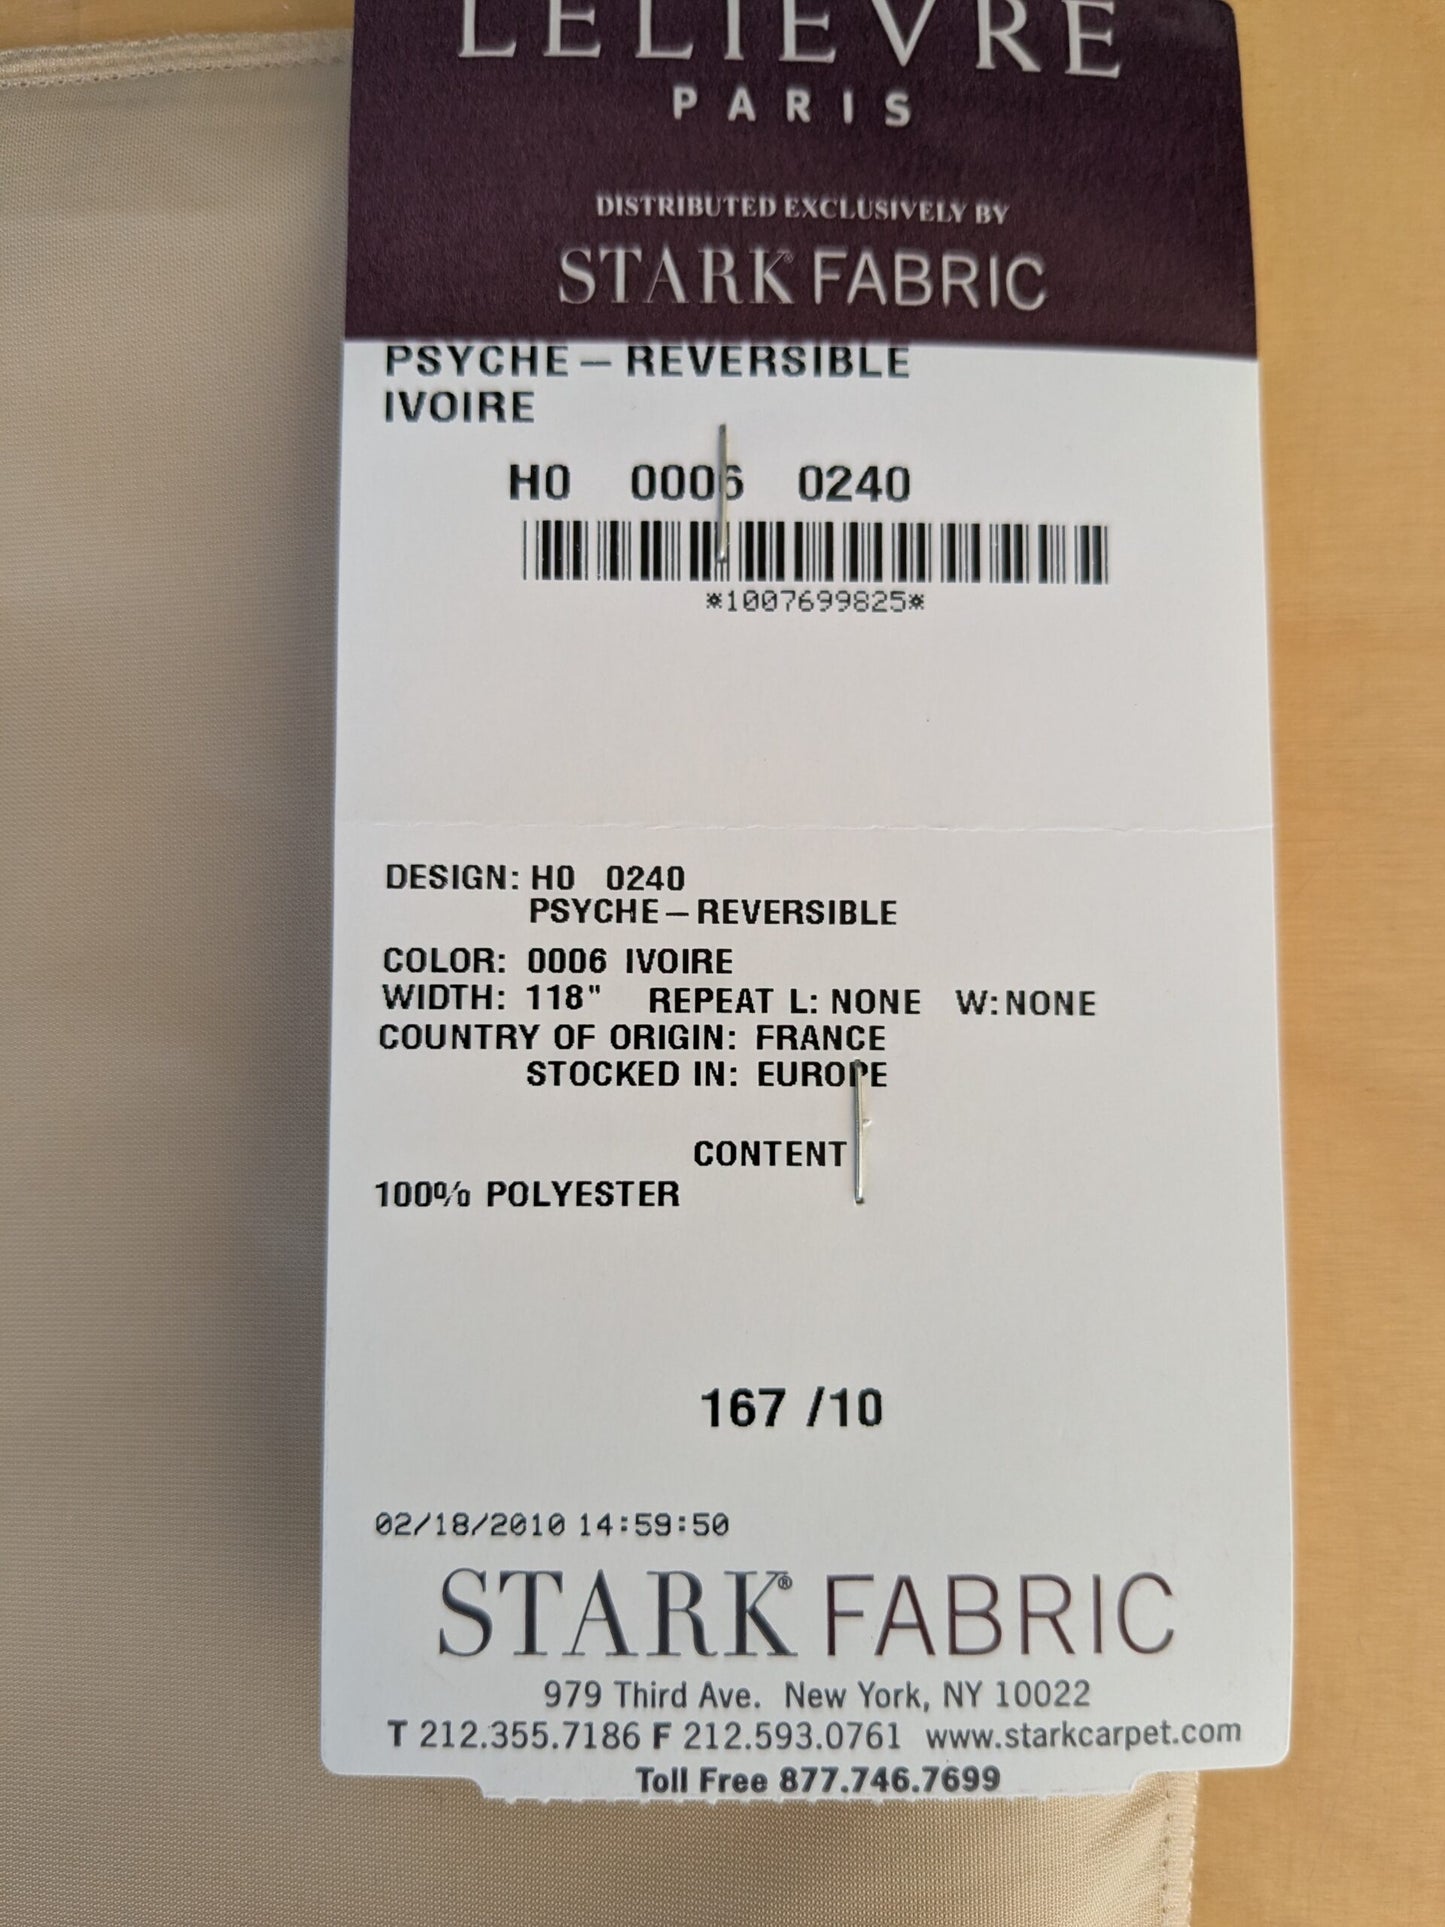 LELIEVRE
PARIS
DISTRIBUTED EXCLUSIVELY BY
STARK® FABRIC
PSYCHE – REVERSIBLE
IVOIRE
H0 0006 0240
*1007699825*
DESIGN: H0 0240
PSYCHE – REVERSIBLE
COLOR: 0006 IVOIRE
WIDTH: 118" REPEAT L: NONE W: NONE
COUNTRY OF ORIGIN: FRANCE
STOCKED IN: EUROPE
CONTENT
100% POLYESTER
167 /10
02/18/2010 14:59:50
STARK® FABRIC
979 Third Ave. New York, NY 10022
T 212.355.7186 F 212.593.0761 www.starkcarpet.com
Toll Free 877.746.7699